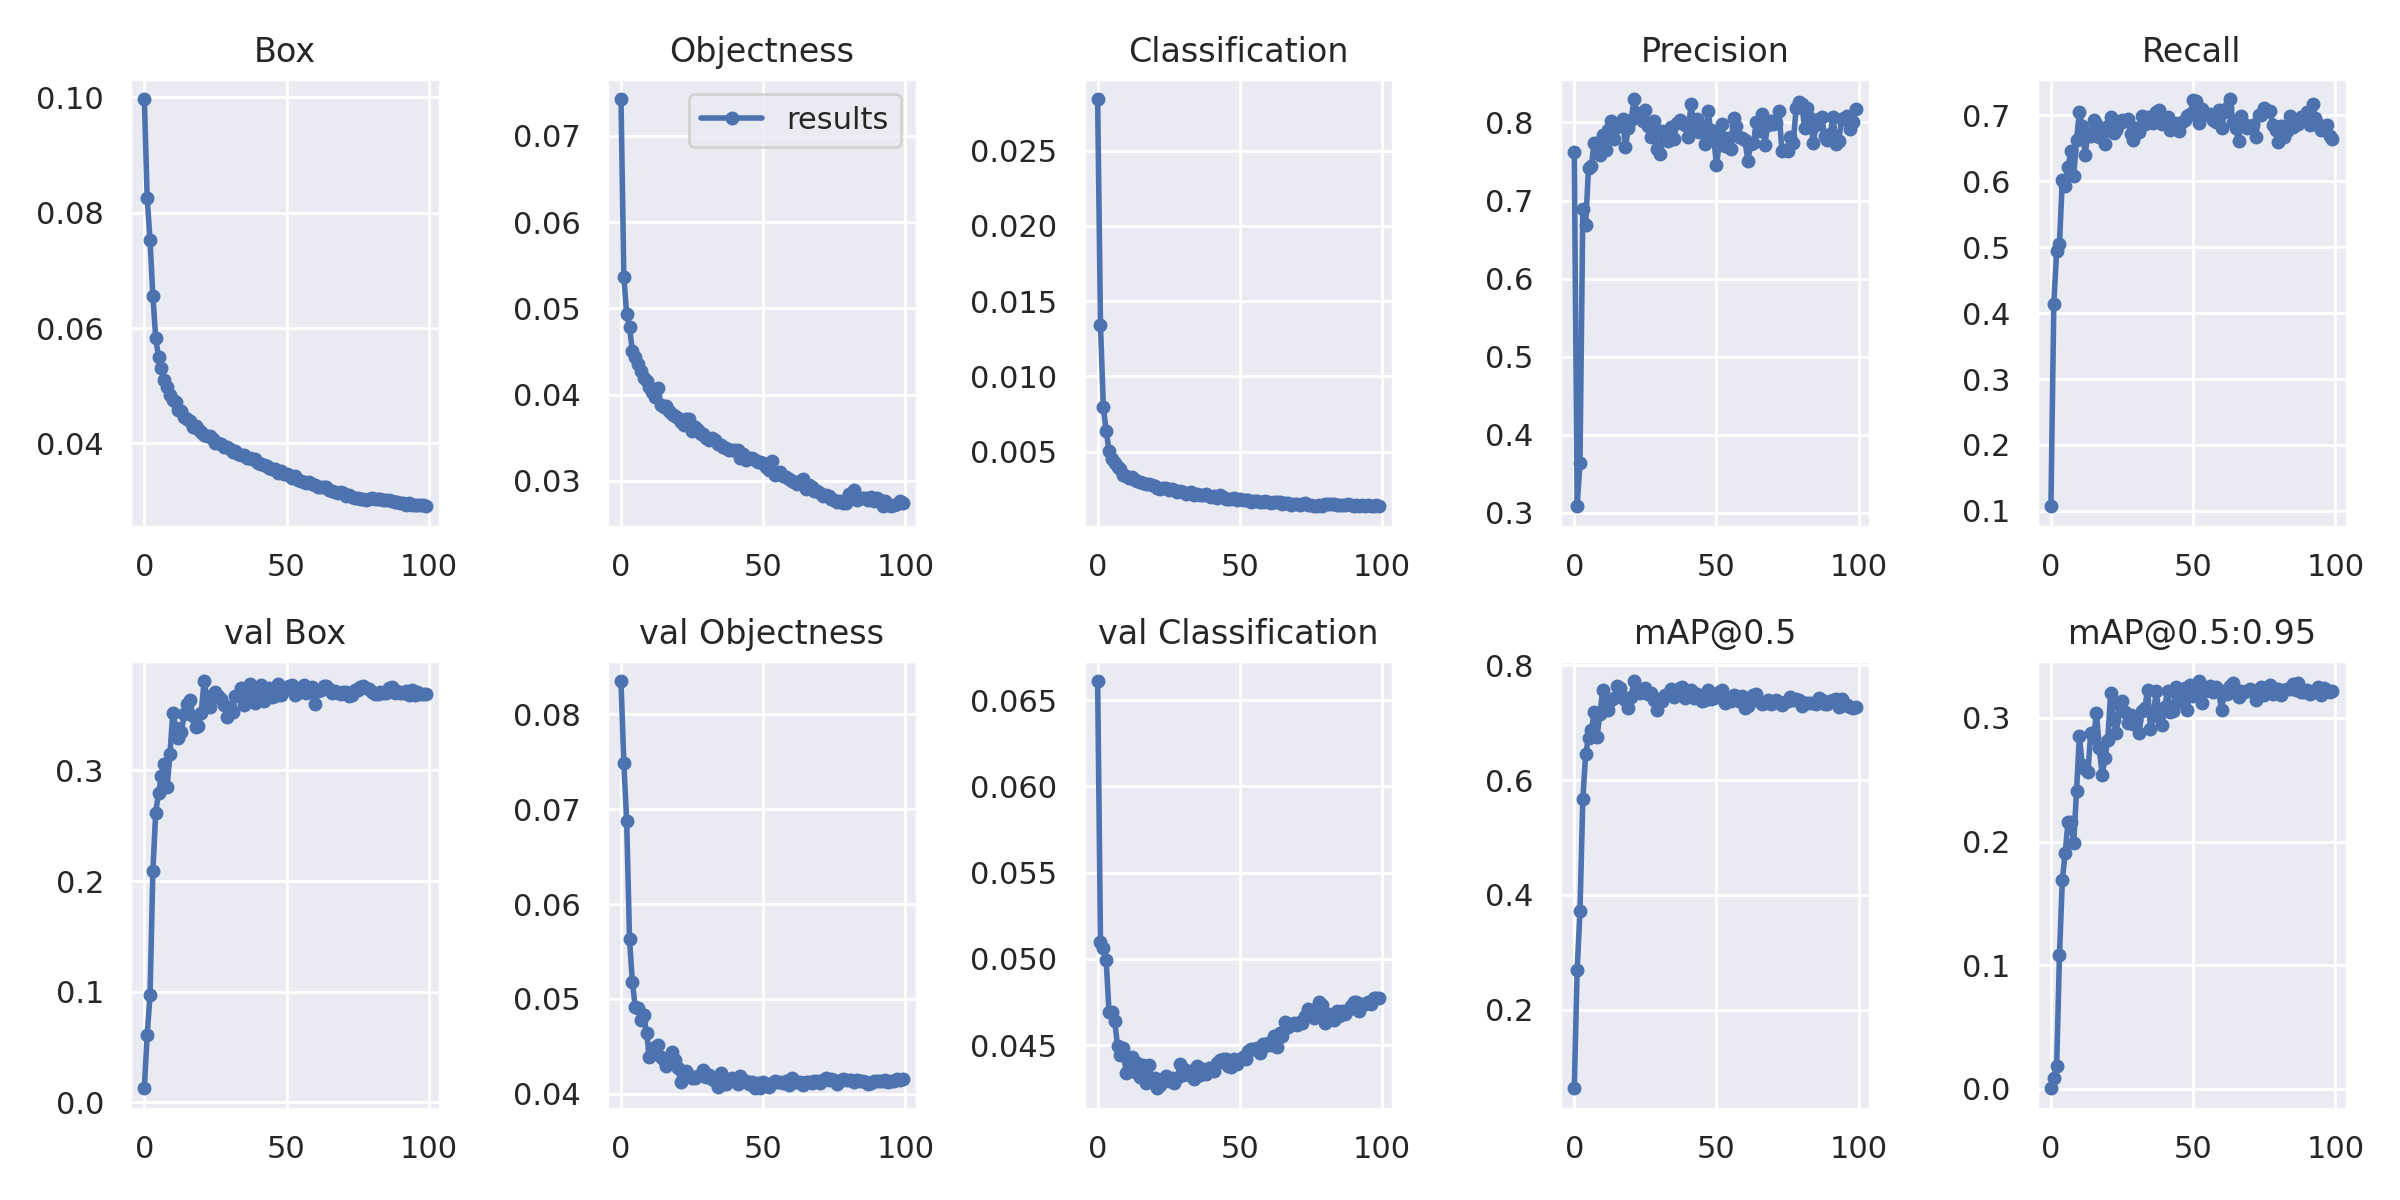 Box
0.10
0.08
0.06
0.04
0 50 100
Objectness
results
0.07
0.06
0.05
0.04
0.03
0 50 100
Classification
0.025
0.020
0.015
0.010
0.005
0 50 100
Precision
0.8
0.7
0.6
0.5
0.4
0.3
0 50 100
Recall
0.7
0.6
0.5
0.4
0.3
0.2
0.1
0 50 100
val Box
0.3
0.2
0.1
0.0
0 50 100
val Objectness
0.08
0.07
0.06
0.05
0.04
0 50 100
val Classification
0.065
0.060
0.055
0.050
0.045
0 50 100
mAP@0.5
0.8
0.6
0.4
0.2
0 50 100
mAP@0.5:0.95
0.3
0.2
0.1
0.0
0 50 100